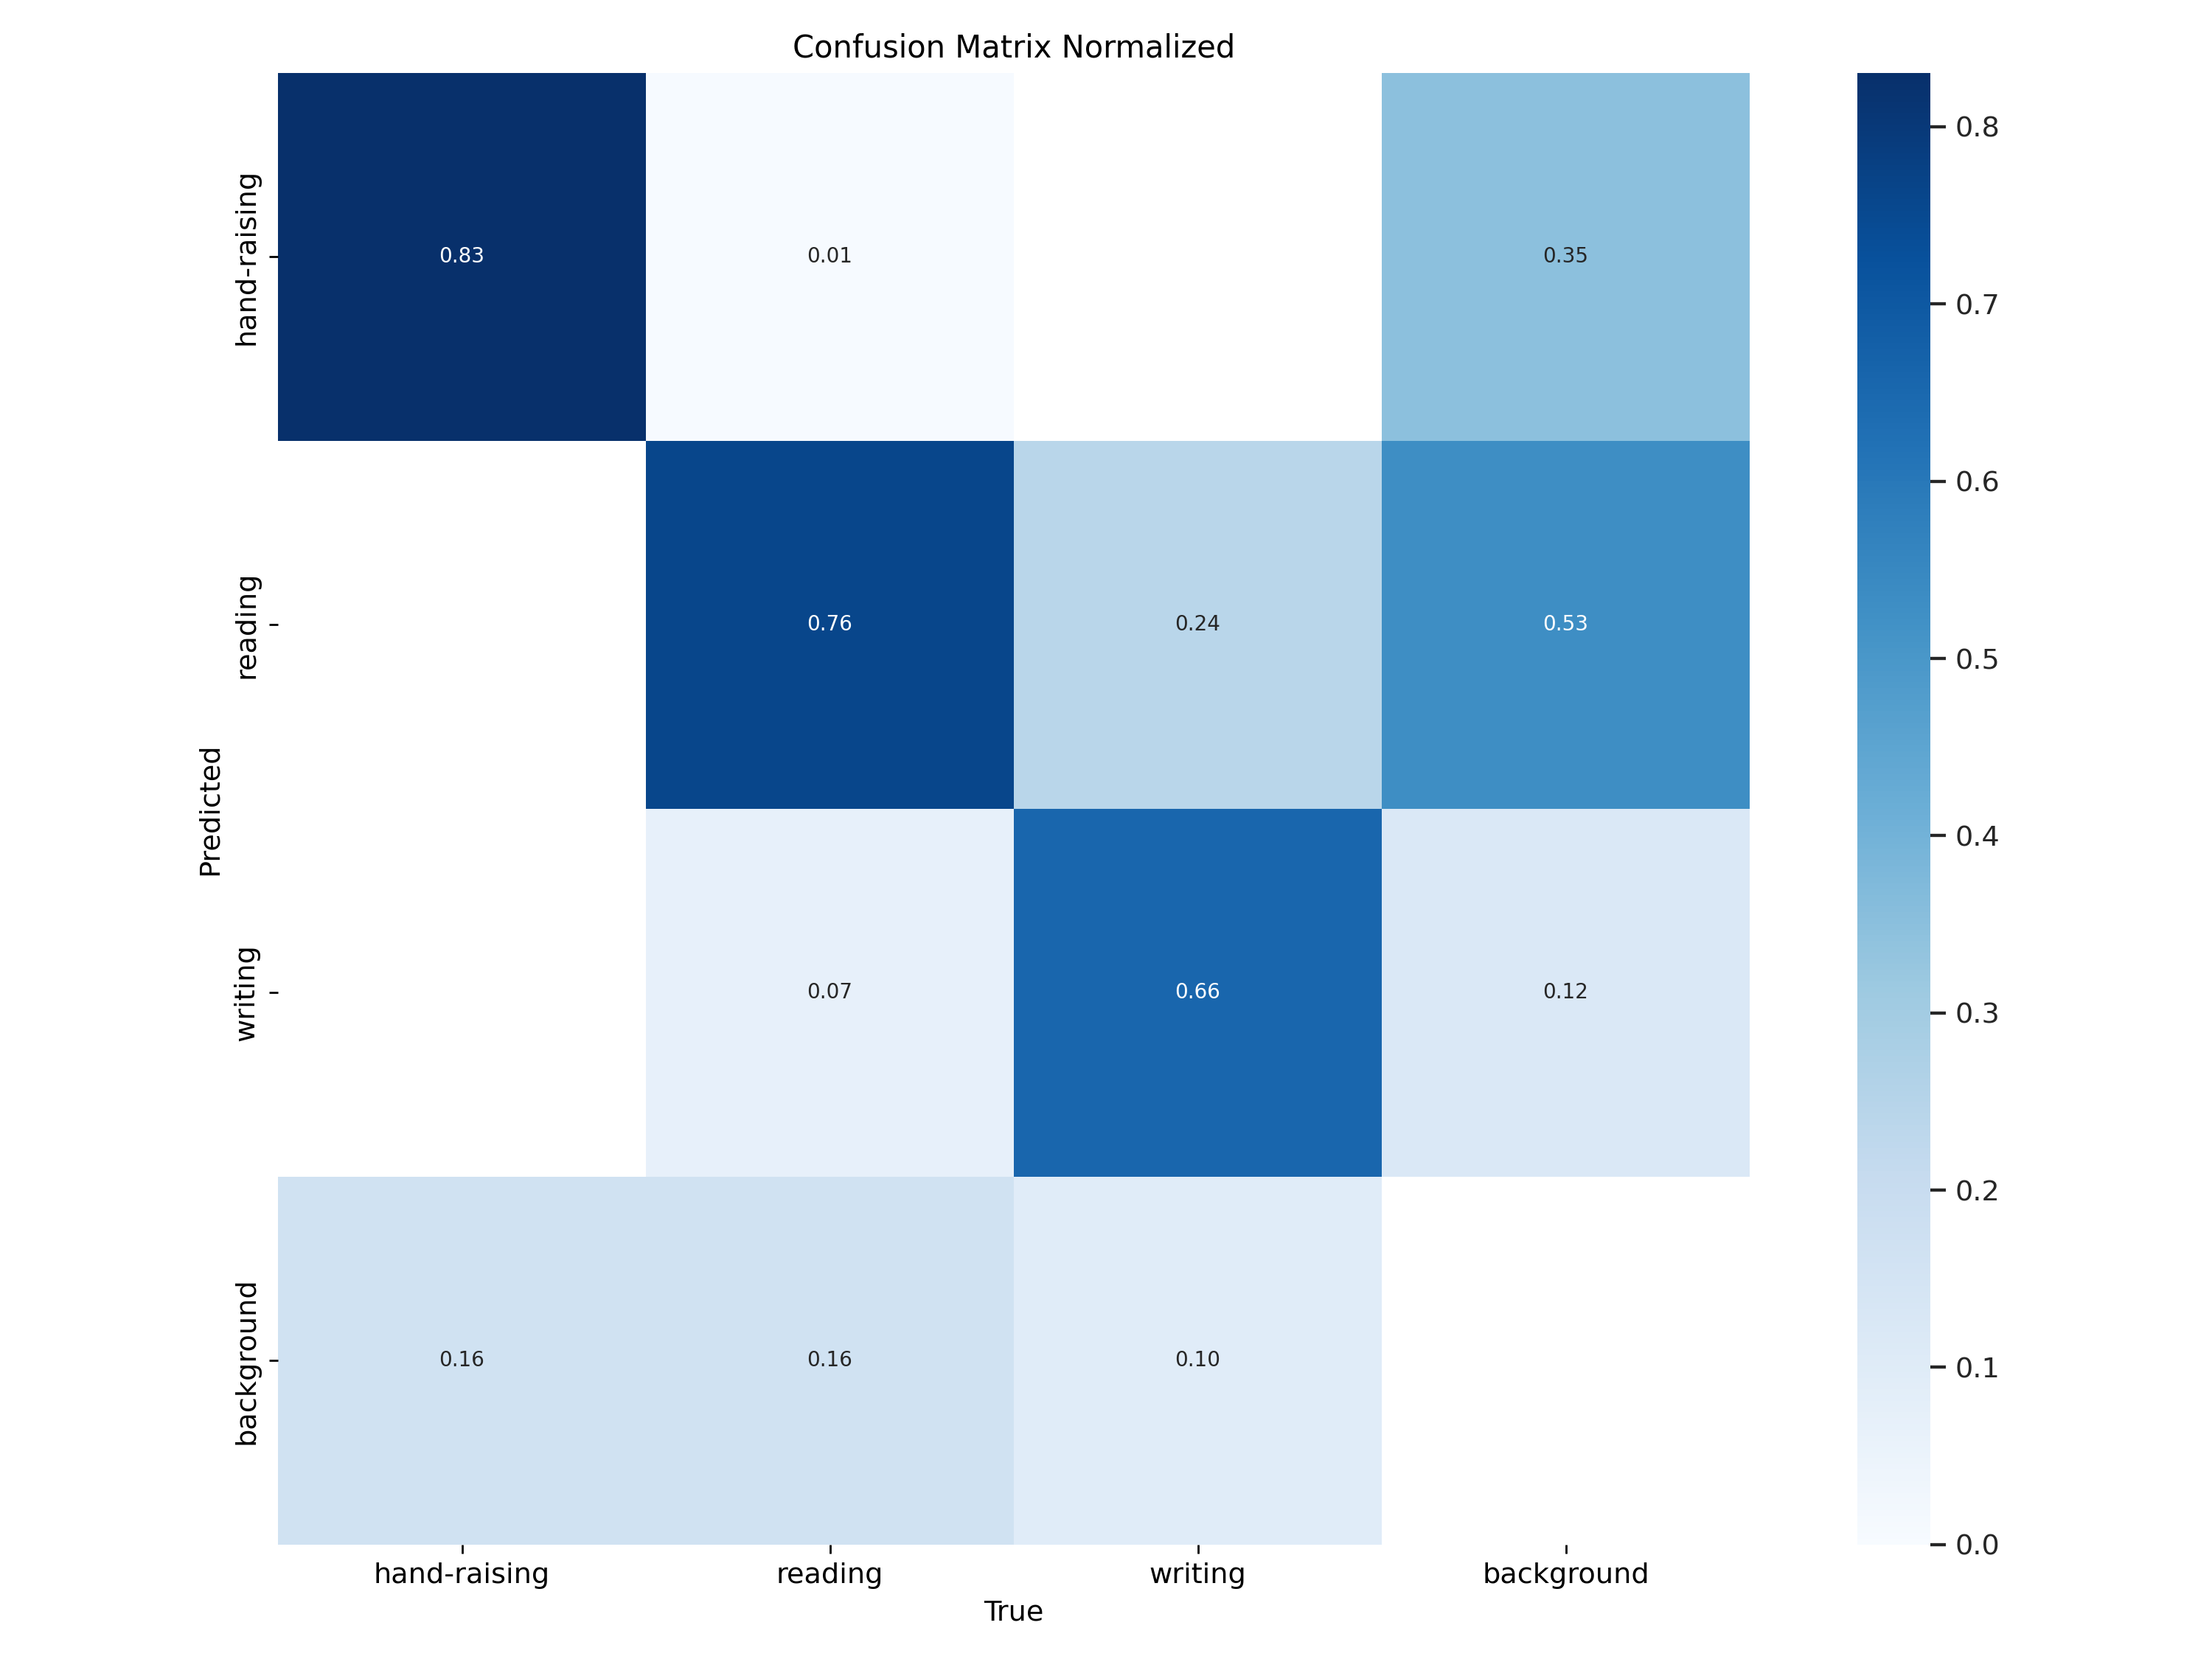 Confusion Matrix Normalized
hand-raising
0.83
0.01
0.35
reading
0.76
0.24
0.53
writing
0.07
0.66
0.12
background
0.16
0.16
0.10
Predicted
hand-raising
reading
writing
background
True
0.8
0.7
0.6
0.5
0.4
0.3
0.2
0.1
0.0